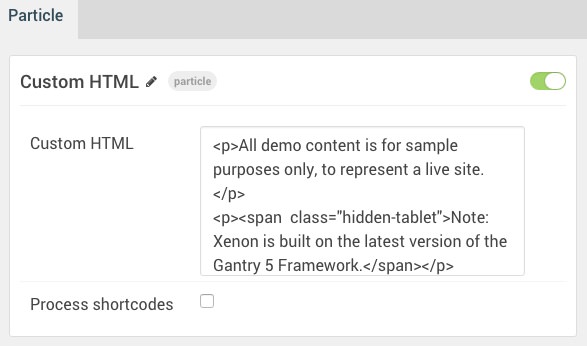 Particle
Custom HTML particle
Custom HTML
<p>All demo content is for sample
purposes only, to represent a live site.
</p>
<p><span  class="hidden-tablet">Note:
Xenon is built on the latest version of the
Gantry 5 Framework.</span></p>
Process shortcodes